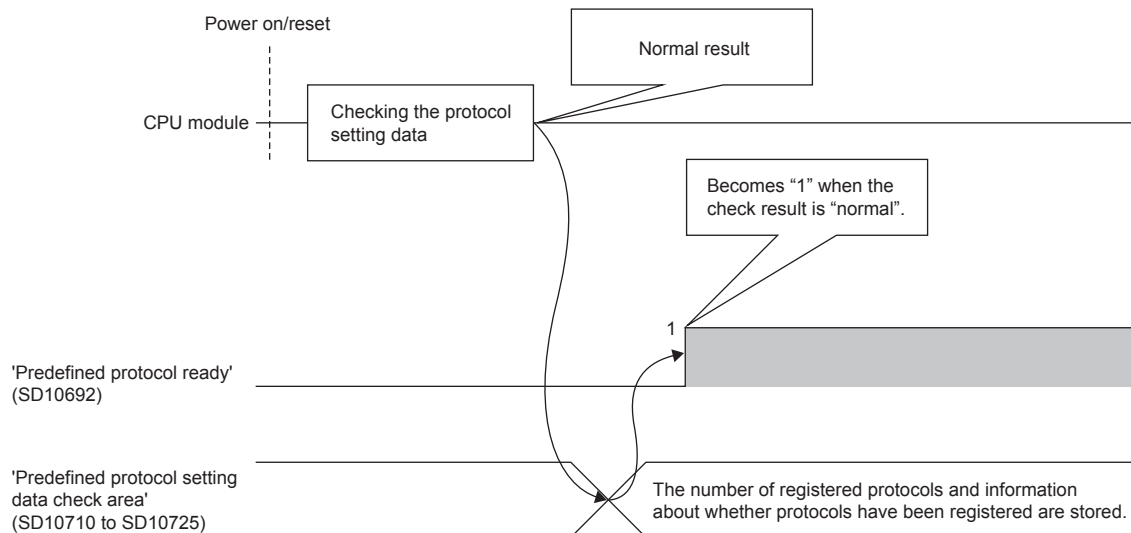 Power on/reset
Normal result
CPU module
Checking the protocol
setting data
Becomes “1” when the
check result is “normal”.
1
'Predefined protocol ready'
(SD10692)
'Predefined protocol setting
data check area'
(SD10710 to SD10725)
The number of registered protocols and information
about whether protocols have been registered are stored.